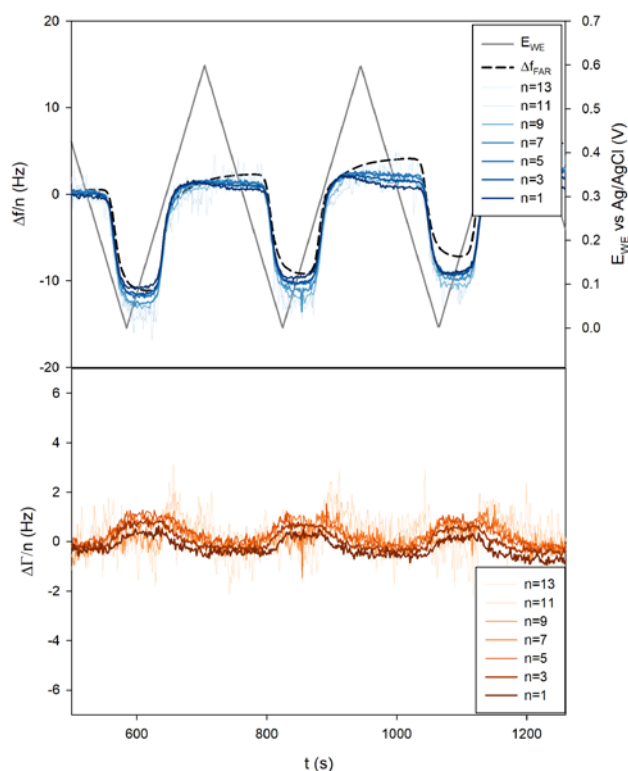 20
10
0
-10
-20
Δf/n (Hz)
0.7
0.6
0.5
0.4
0.3
0.2
0.1
0.0
E_WE vs Ag/AgCl (V)
E_WE
Δf_FAR
n=13
n=11
n=9
n=7
n=5
n=3
n=1
6
4
2
0
-2
-4
-6
ΔΓ/n (Hz)
n=13
n=11
n=9
n=7
n=5
n=3
n=1
600 800 1000 1200
t (s)